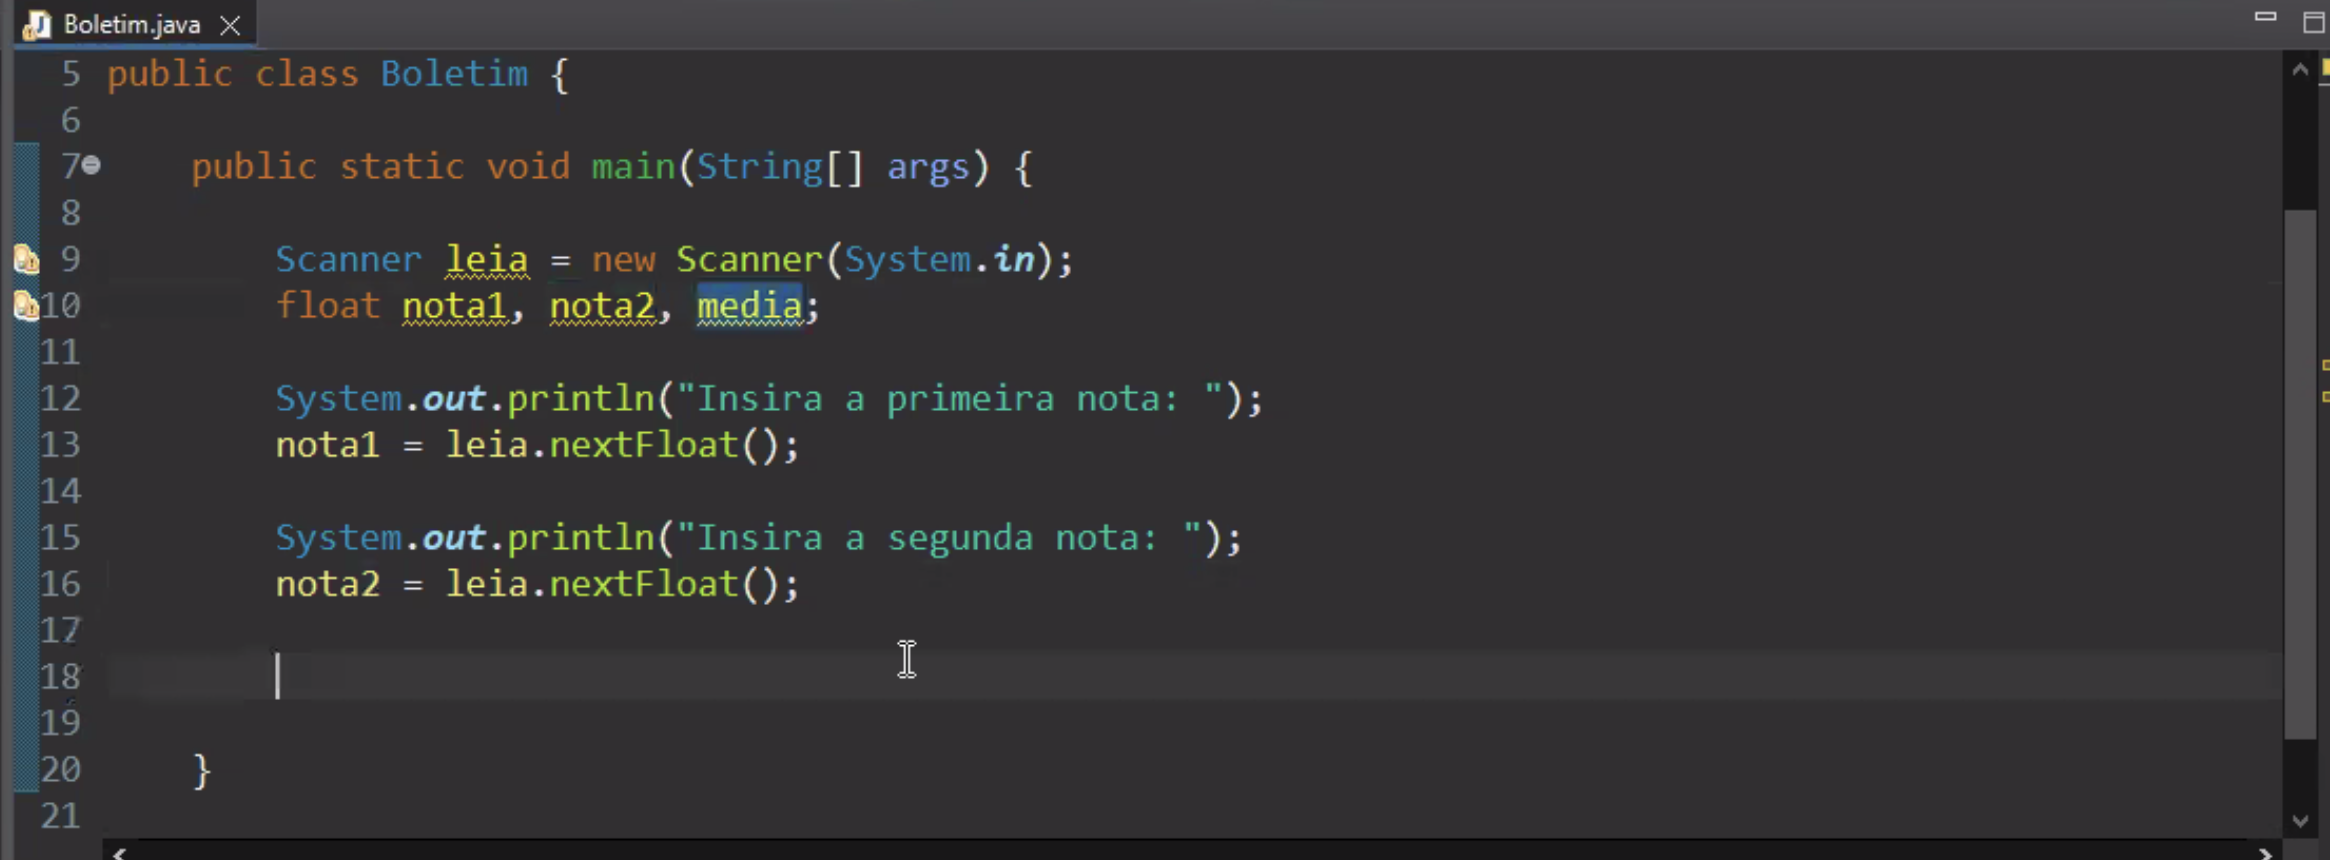 Boletim.java
5 public class Boletim {
6
7 public static void main(String[] args) {
8
9 Scanner leia = new Scanner(System.in);
10 float nota1, nota2, media;
11
12 System.out.println("Insira a primeira nota: ");
13 nota1 = leia.nextFloat();
14
15 System.out.println("Insira a segunda nota: ");
16 nota2 = leia.nextFloat();
17
18
19
20 }
21